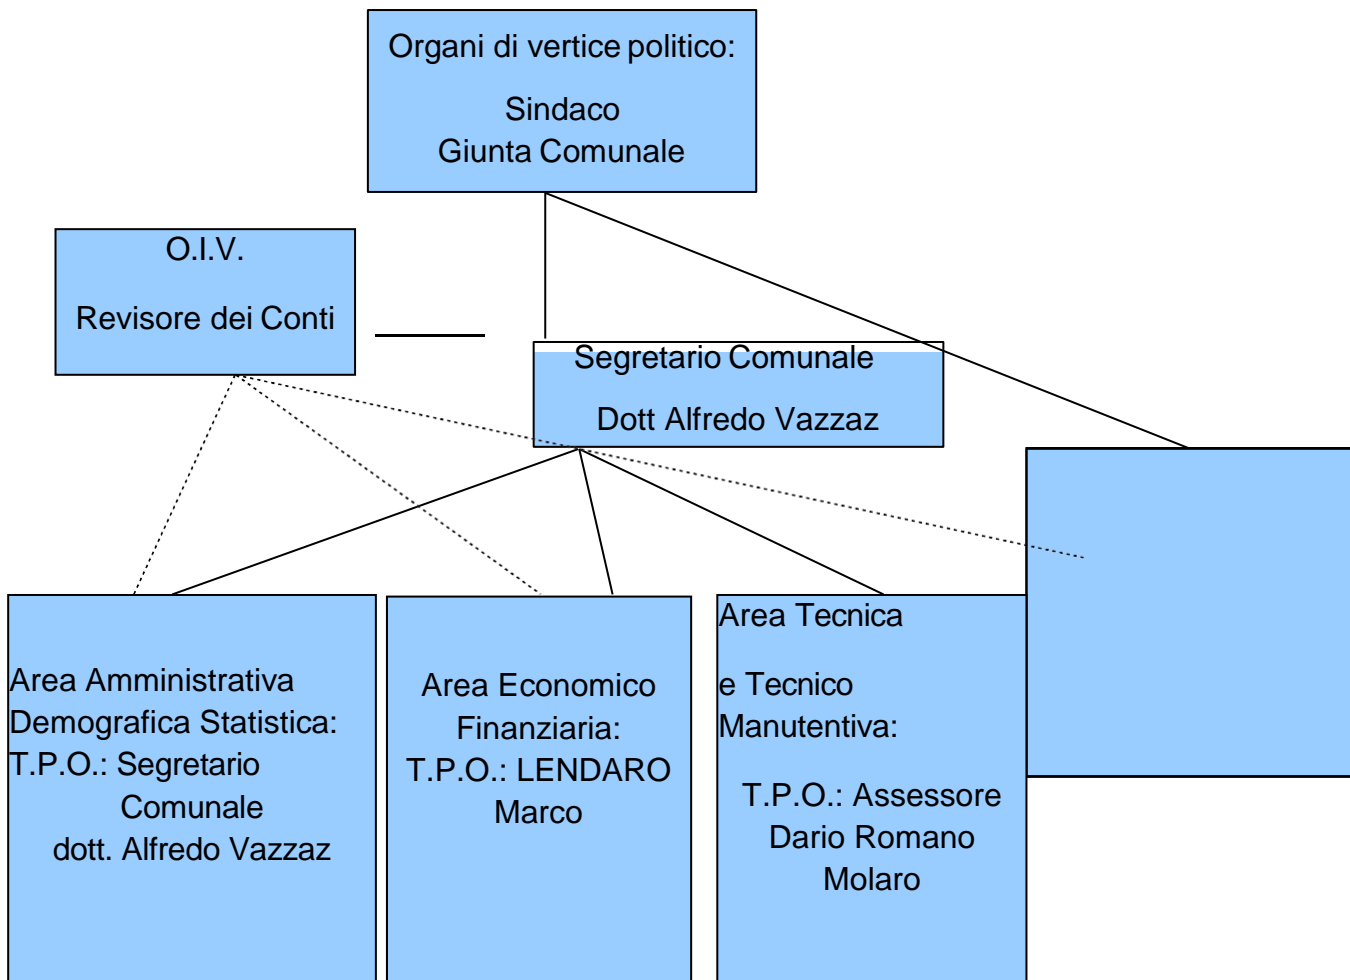 Organi di vertice politico:
Sindaco
Giunta Comunale
O.I.V.
Revisore dei Conti
Segretario Comunale
Dott Alfredo Vazzaz
Area Amministrativa
Demografica Statistica:
T.P.O.: Segretario
Comunale
dott. Alfredo Vazzaz
Area Economico
Finanziaria:
T.P.O.: LENDARO
Marco
Area Tecnica
e Tecnico
Manutentiva:
T.P.O.: Assessore
Dario Romano
Molaro